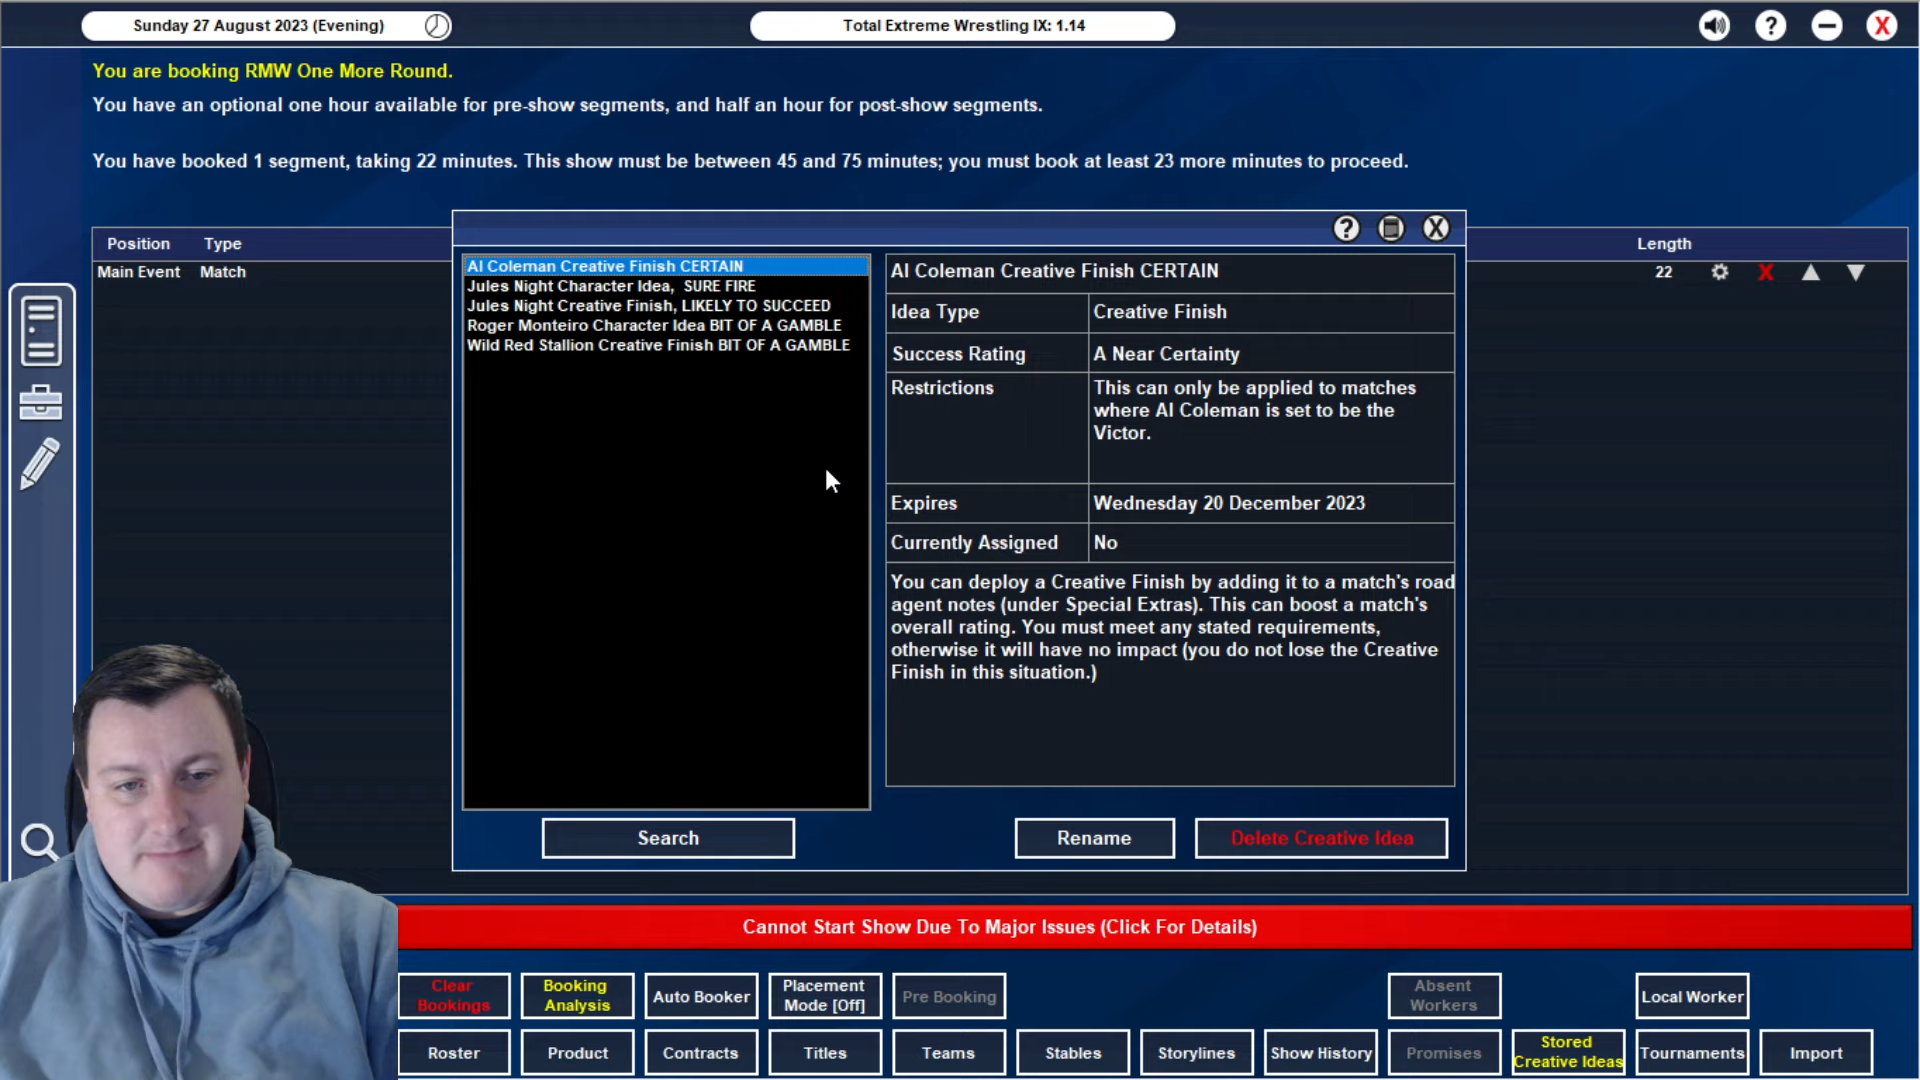 Sunday 27 August 2023 (Evening)
Total Extreme Wrestling IX: 1.14
?
X
You are booking RMW One More Round.
You have an optional one hour available for pre-show segments, and half an hour for post-show segments.
You have booked 1 segment, taking 22 minutes. This show must be between 45 and 75 minutes; you must book at least 23 more minutes to proceed.
? X
Position Type Length
Main Event Match 22 X
Al Coleman Creative Finish CERTAIN
Jules Night Character Idea, SURE FIRE
Jules Night Creative Finish, LIKELY TO SUCCEED
Roger Monteiro Character Idea BIT OF A GAMBLE
Wild Red Stallion Creative Finish BIT OF A GAMBLE
Al Coleman Creative Finish CERTAIN
Idea Type Creative Finish
Success Rating A Near Certainty
Restrictions This can only be applied to matches
where Al Coleman is set to be the
Victor.
Expires Wednesday 20 December 2023
Currently Assigned No
You can deploy a Creative Finish by adding it to a match's road
agent notes (under Special Extras). This can boost a match's
overall rating. You must meet any stated requirements,
otherwise it will have no impact (you do not lose the Creative
Finish in this situation.)
Search Rename Delete Creative Idea
Cannot Start Show Due To Major Issues (Click For Details)
Clear
Bookings
Booking
Analysis
Auto Booker
Placement
Mode [Off]
Pre Booking
Absent
Workers
Local Worker
Roster
Product
Contracts
Titles
Teams
Stables
Storylines
Show History
Promises
Stored
Creative Ideas
Tournaments
Import